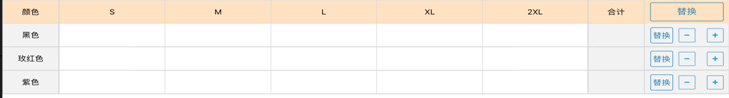 颜色 S M L XL 2XL 合计 替换
黑色 替换 − +
玫红色 替换 − +
紫色 替换 − +